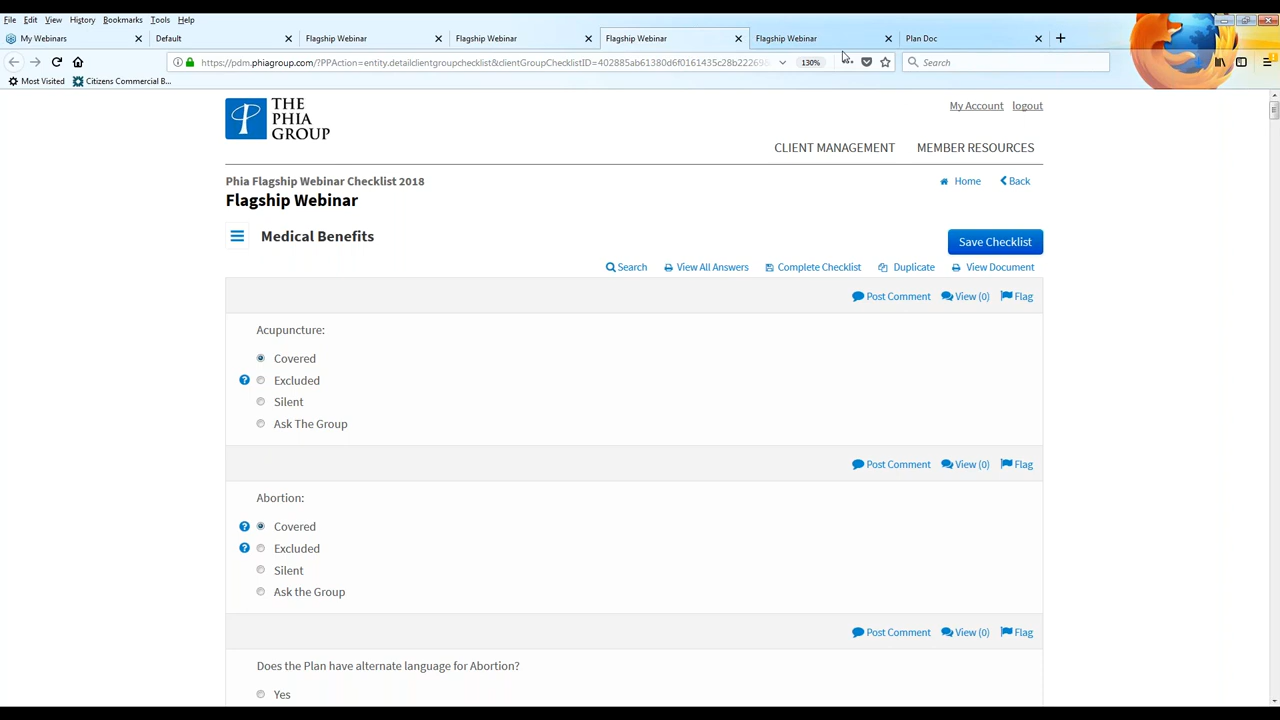 File Edit View History Bookmarks Tools Help
My Webinars Default Flagship Webinar Flagship Webinar Flagship Webinar Flagship Webinar Plan Doc
130% Search
Most Visited Citizens Commercial B...
THE
PHIA
GROUP
My Account logout
CLIENT MANAGEMENT MEMBER RESOURCES
Phia Flagship Webinar Checklist 2018
Home Back
Flagship Webinar
Medical Benefits
Save Checklist
Search View All Answers Complete Checklist Duplicate View Document
Post Comment View (0) Flag
Acupuncture:
Covered
Excluded
Silent
Ask The Group
Post Comment View (0) Flag
Abortion:
Covered
Excluded
Silent
Ask the Group
Post Comment View (0) Flag
Does the Plan have alternate language for Abortion?
Yes